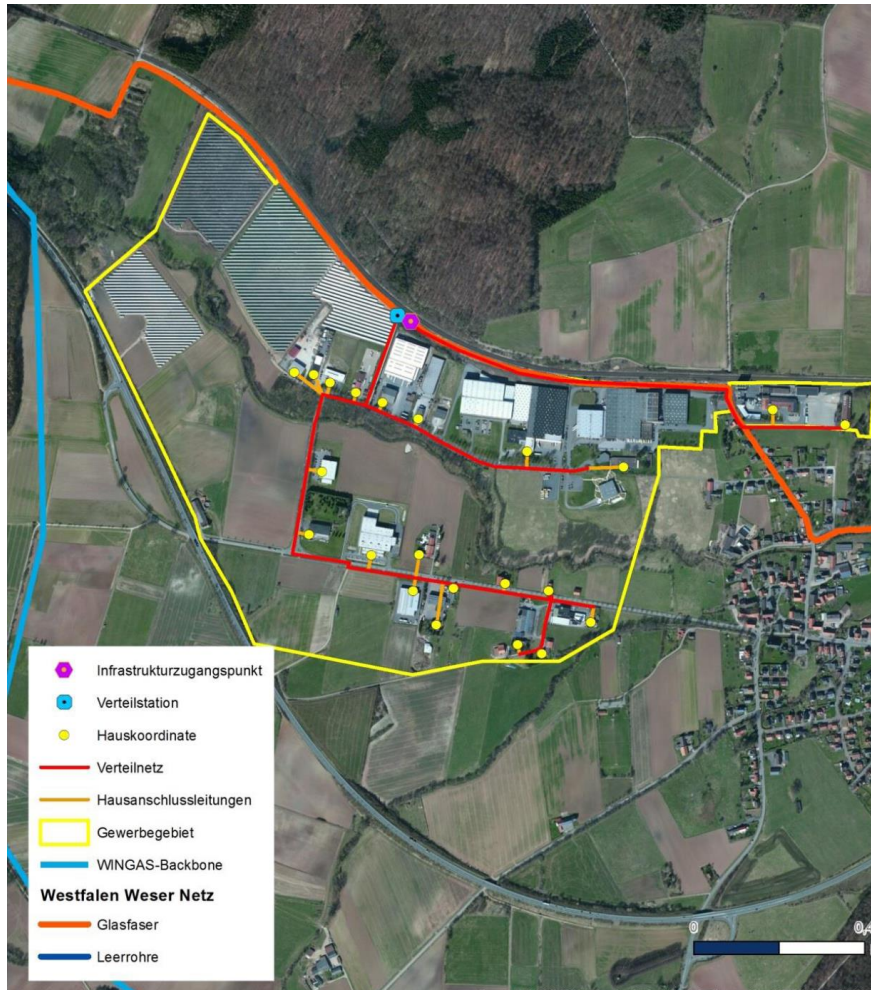 Infrastrukturzugangspunkt
Verteilstation
Hauskoordinate
Verteilnetz
Hausanschlussleitungen
Gewerbegebiet
WINGAS-Backbone
Westfalen Weser Netz
Glasfaser
Leerrohre
0